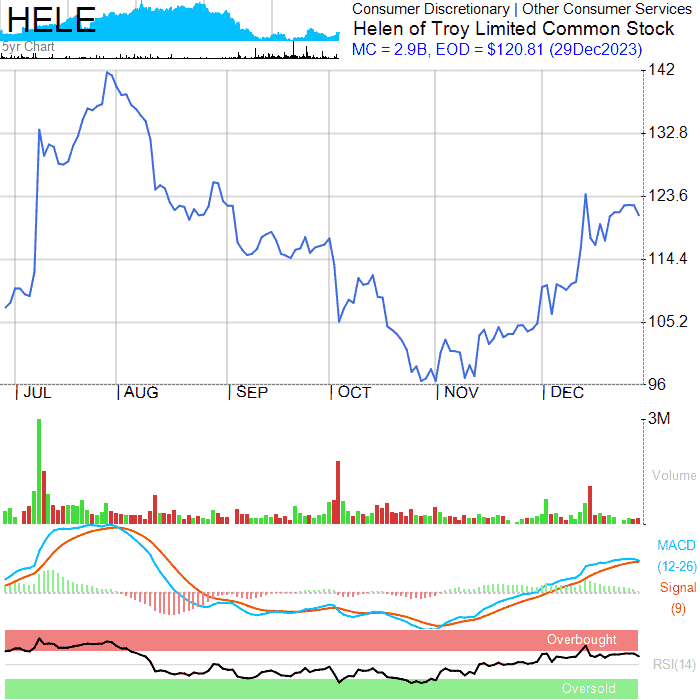 HELE
5yr Chart
Consumer Discretionary | Other Consumer Services
Helen of Troy Limited Common Stock
MC = 2.9B, EOD = $120.81 (29Dec2023)
142
132.8
123.6
114.4
105.2
96
JUL AUG SEP OCT NOV DEC
3M
Volume
MACD
(12-26)
Signal
(9)
Overbought
RSI(14)
Oversold